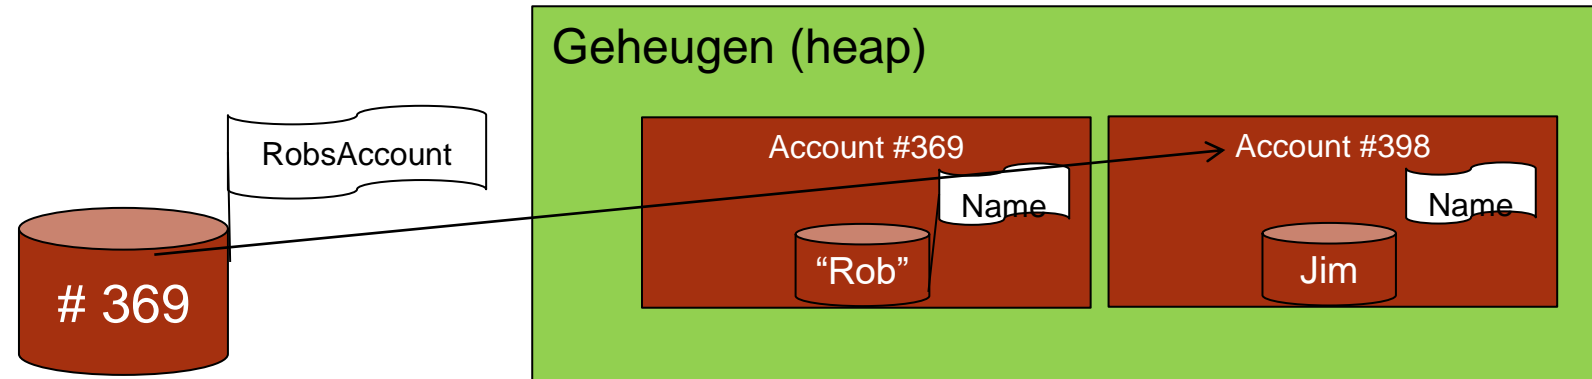 Geheugen (heap)
RobsAccount
# 369
Account #369
Name
“Rob”
Account #398
Name
Jim